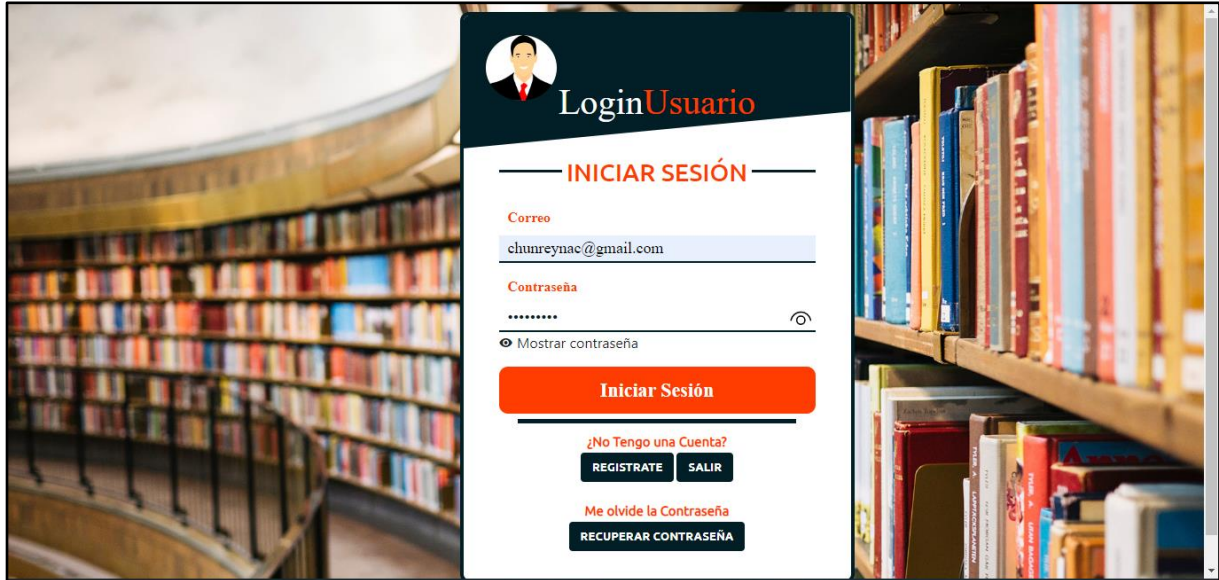 LoginUsuario
INICIAR SESIÓN
Correo
chunreynac@gmail.com
Contraseña
•••••••••
Mostrar contraseña
Iniciar Sesión
¿No Tengo una Cuenta?
REGISTRATE SALIR
Me olvide la Contraseña
RECUPERAR CONTRASEÑA